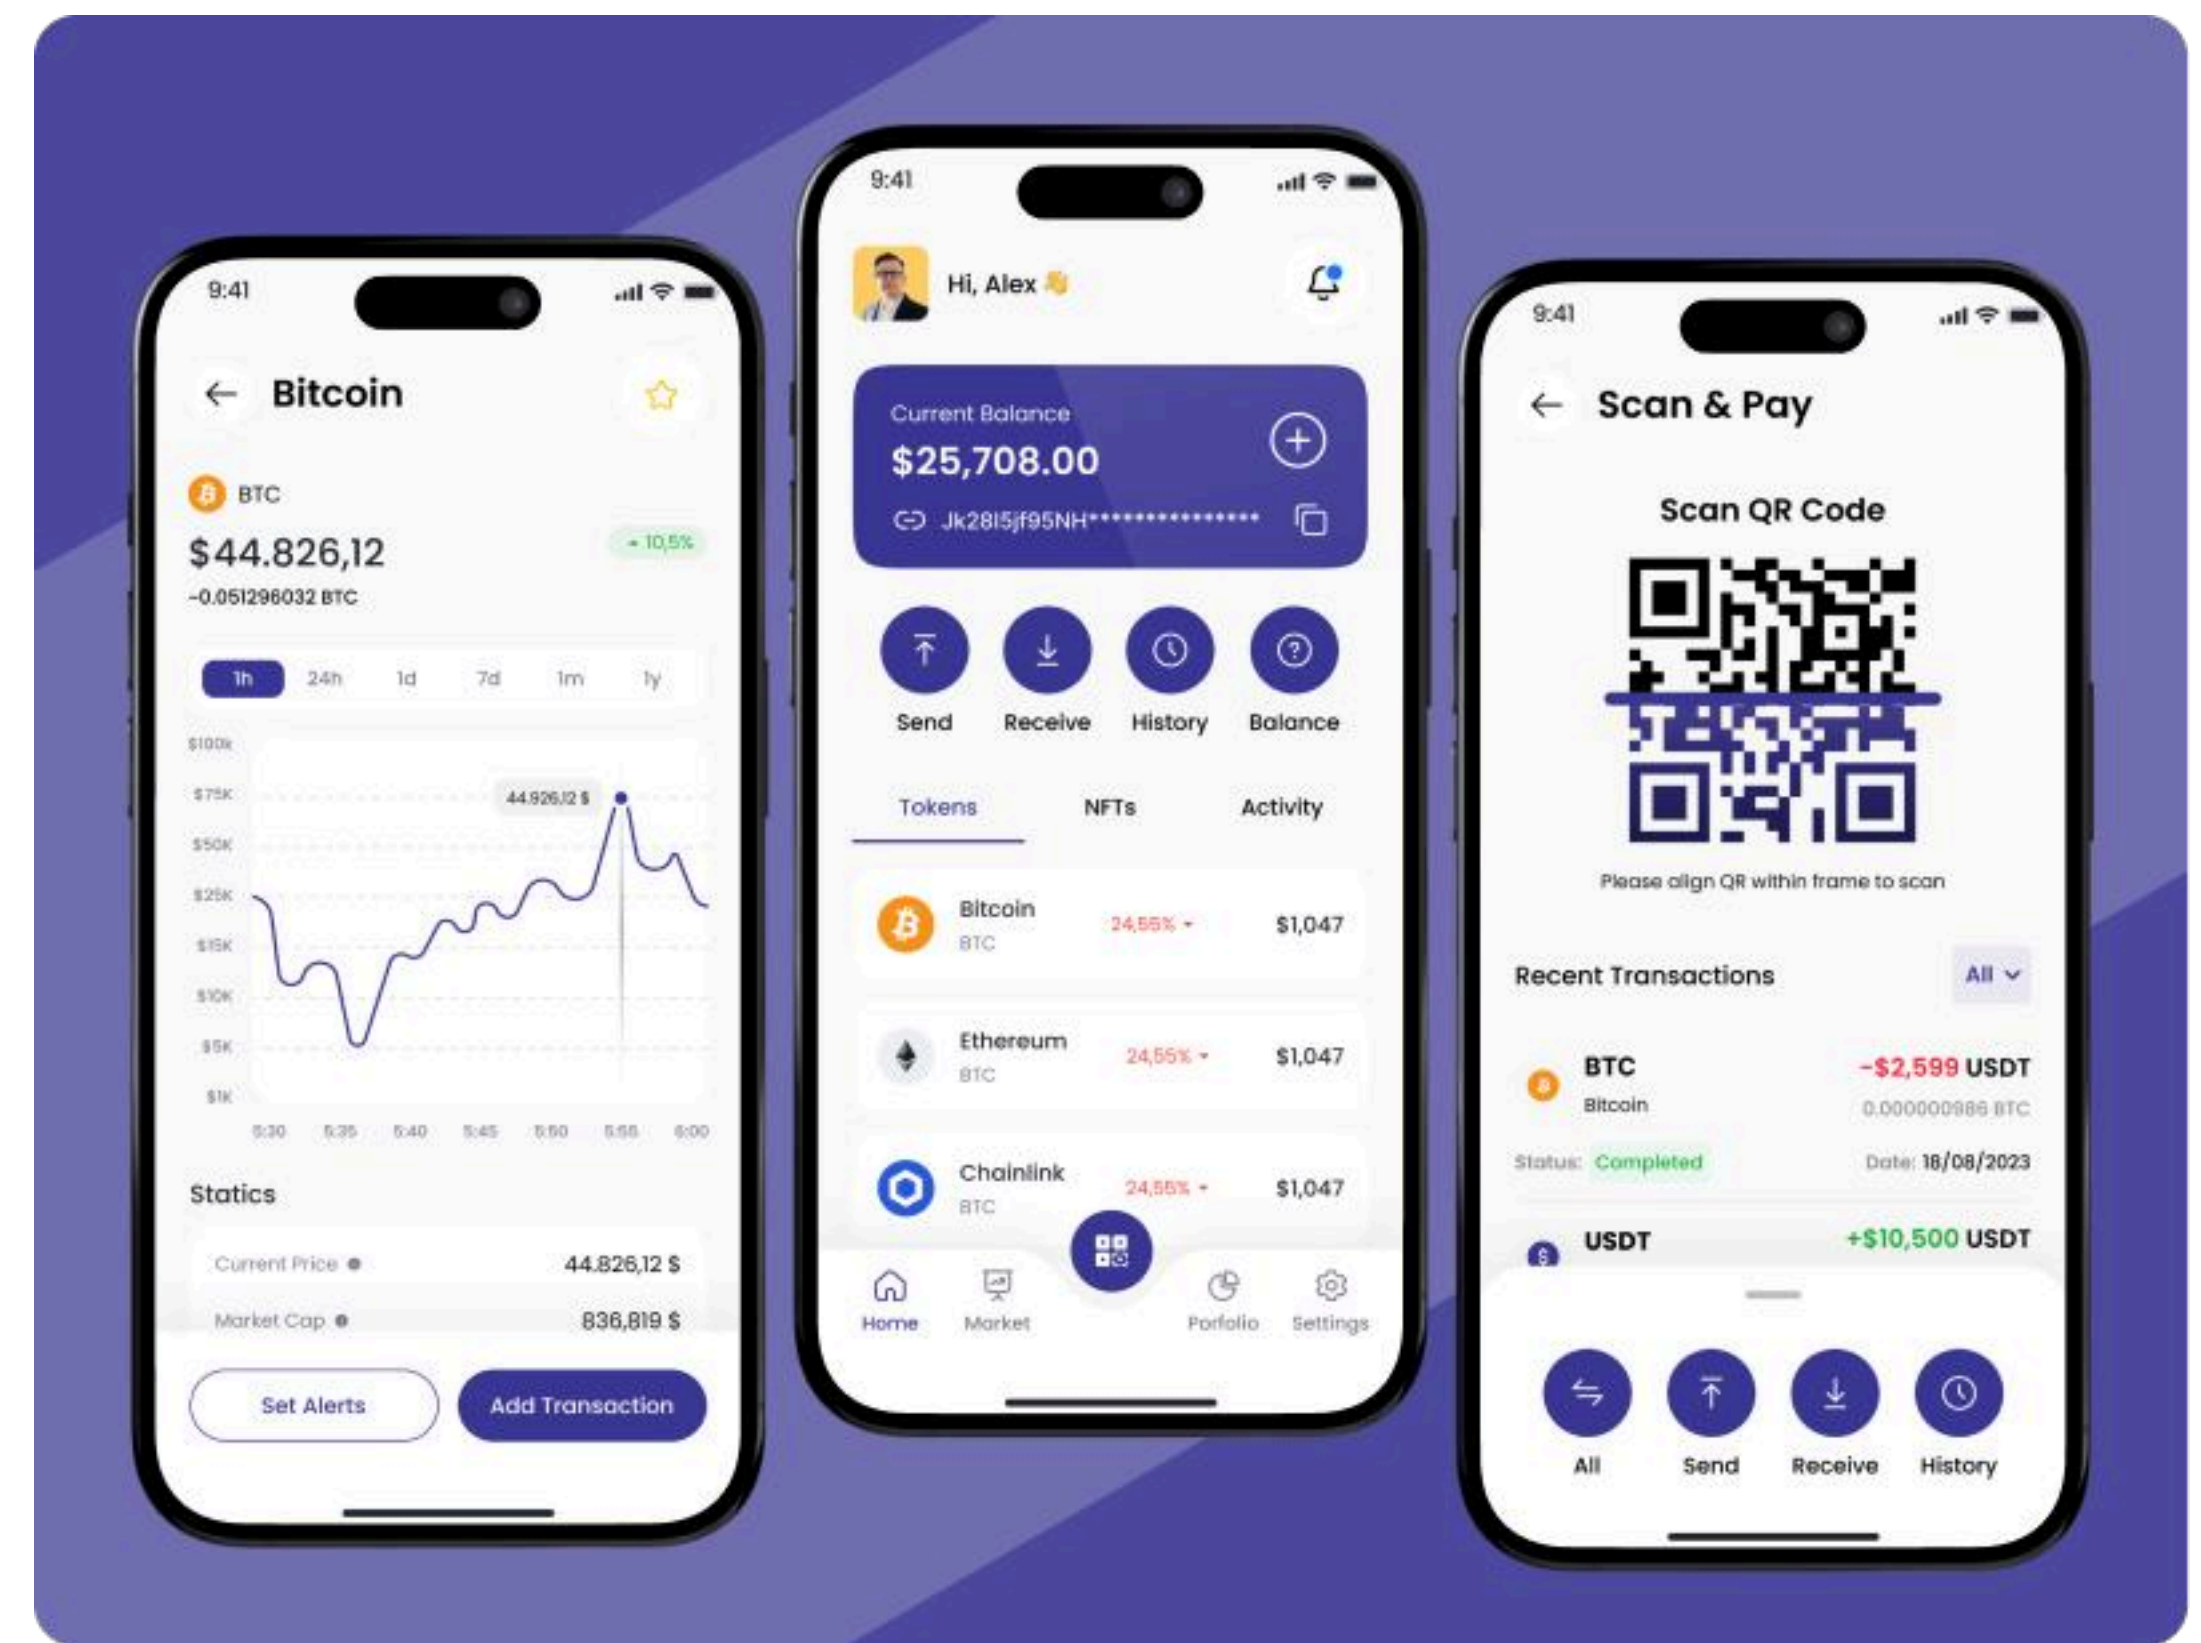 9:41
Bitcoin
BTC
$44.826,12
10,5%
~0.051296032 BTC
1h 24h 1d 7d 1m 1y
$100k
$75K
44.926,12 $
$50K
$25K
$15K
$10K
$5K
$1K
5:30 5:35 5:40 5:45 5:50 5:55 6:00
Statics
Current Price 44.826,12 $
Market Cap 836,819 $
Set Alerts Add Transaction
9:41
Hi, Alex 👋
Current Balance
$25,708.00
Jk28I5jf95NH***************
Send Receive History Balance
Tokens NFTs Activity
Bitcoin
BTC
24,55% $1,047
Ethereum
BTC
24,55% $1,047
Chainlink
BTC
24,55% $1,047
Home Market Porfolio Settings
9:41
Scan & Pay
Scan QR Code
Please align QR within frame to scan
Recent Transactions All
BTC -$2,599 USDT
Bitcoin 0.000000986 BTC
Status: Completed Date: 18/08/2023
USDT +$10,500 USDT
All Send Receive History